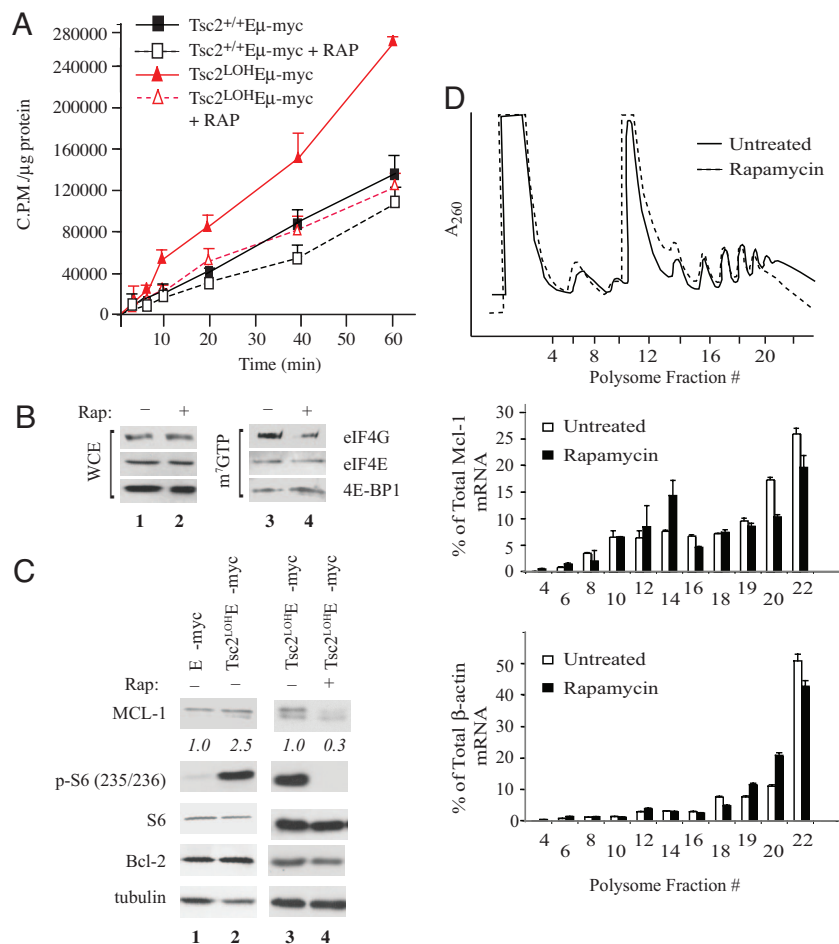 A
Tsc2+/+Eμ-myc
Tsc2+/+Eμ-myc + RAP
Tsc2LOHEμ-myc
Tsc2LOHEμ-myc
+ RAP
C.P.M./μg protein
280000
240000
200000
160000
120000
80000
40000
0
10 20 30 40 50 60
Time (min)
B
Rap: – + – +
WCE
m7GTP
eIF4G
eIF4E
4E-BP1
1 2 3 4
C
E -myc
Tsc2LOHE -myc
Tsc2LOHE -myc
Tsc2LOHE -myc
Rap: – – – +
MCL-1
1.0 2.5 1.0 0.3
p-S6 (235/236)
S6
Bcl-2
tubulin
1 2 3 4
D
Untreated
Rapamycin
A260
4 8 12 16 20
Polysome Fraction #
% of Total Mcl-1
mRNA
30
25
20
15
10
5
0
Untreated
Rapamycin
4 6 8 10 12 14 16 18 19 20 22
% of Total β-actin
mRNA
50
40
30
20
10
0
Untreated
Rapamycin
4 6 8 10 12 14 16 18 19 20 22
Polysome Fraction #